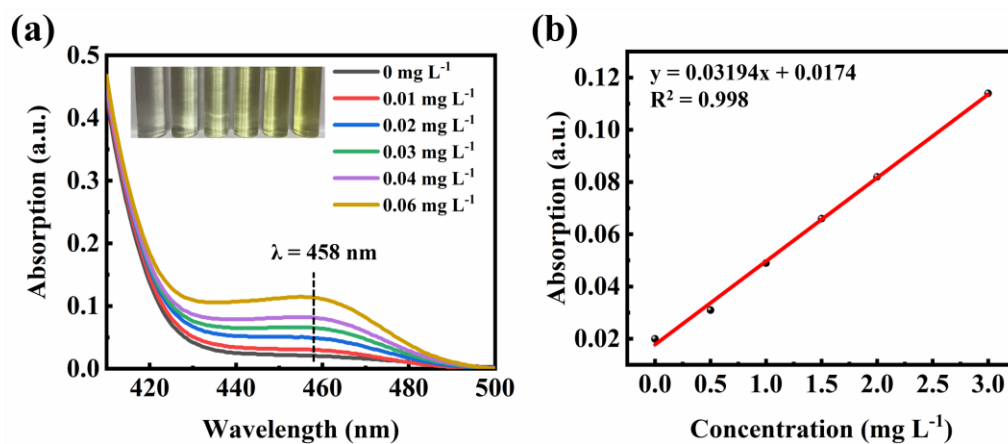 (a)
0.5
0.4
0.3
0.2
0.1
0.0
Absorption (a.u.)
0 mg L⁻¹
0.01 mg L⁻¹
0.02 mg L⁻¹
0.03 mg L⁻¹
0.04 mg L⁻¹
0.06 mg L⁻¹
λ = 458 nm
420 440 460 480 500
Wavelength (nm)
(b)
y = 0.03194x + 0.0174
R² = 0.998
0.12
0.10
0.08
0.06
0.04
0.02
Absorption (a.u.)
0.0 0.5 1.0 1.5 2.0 2.5 3.0
Concentration (mg L⁻¹)